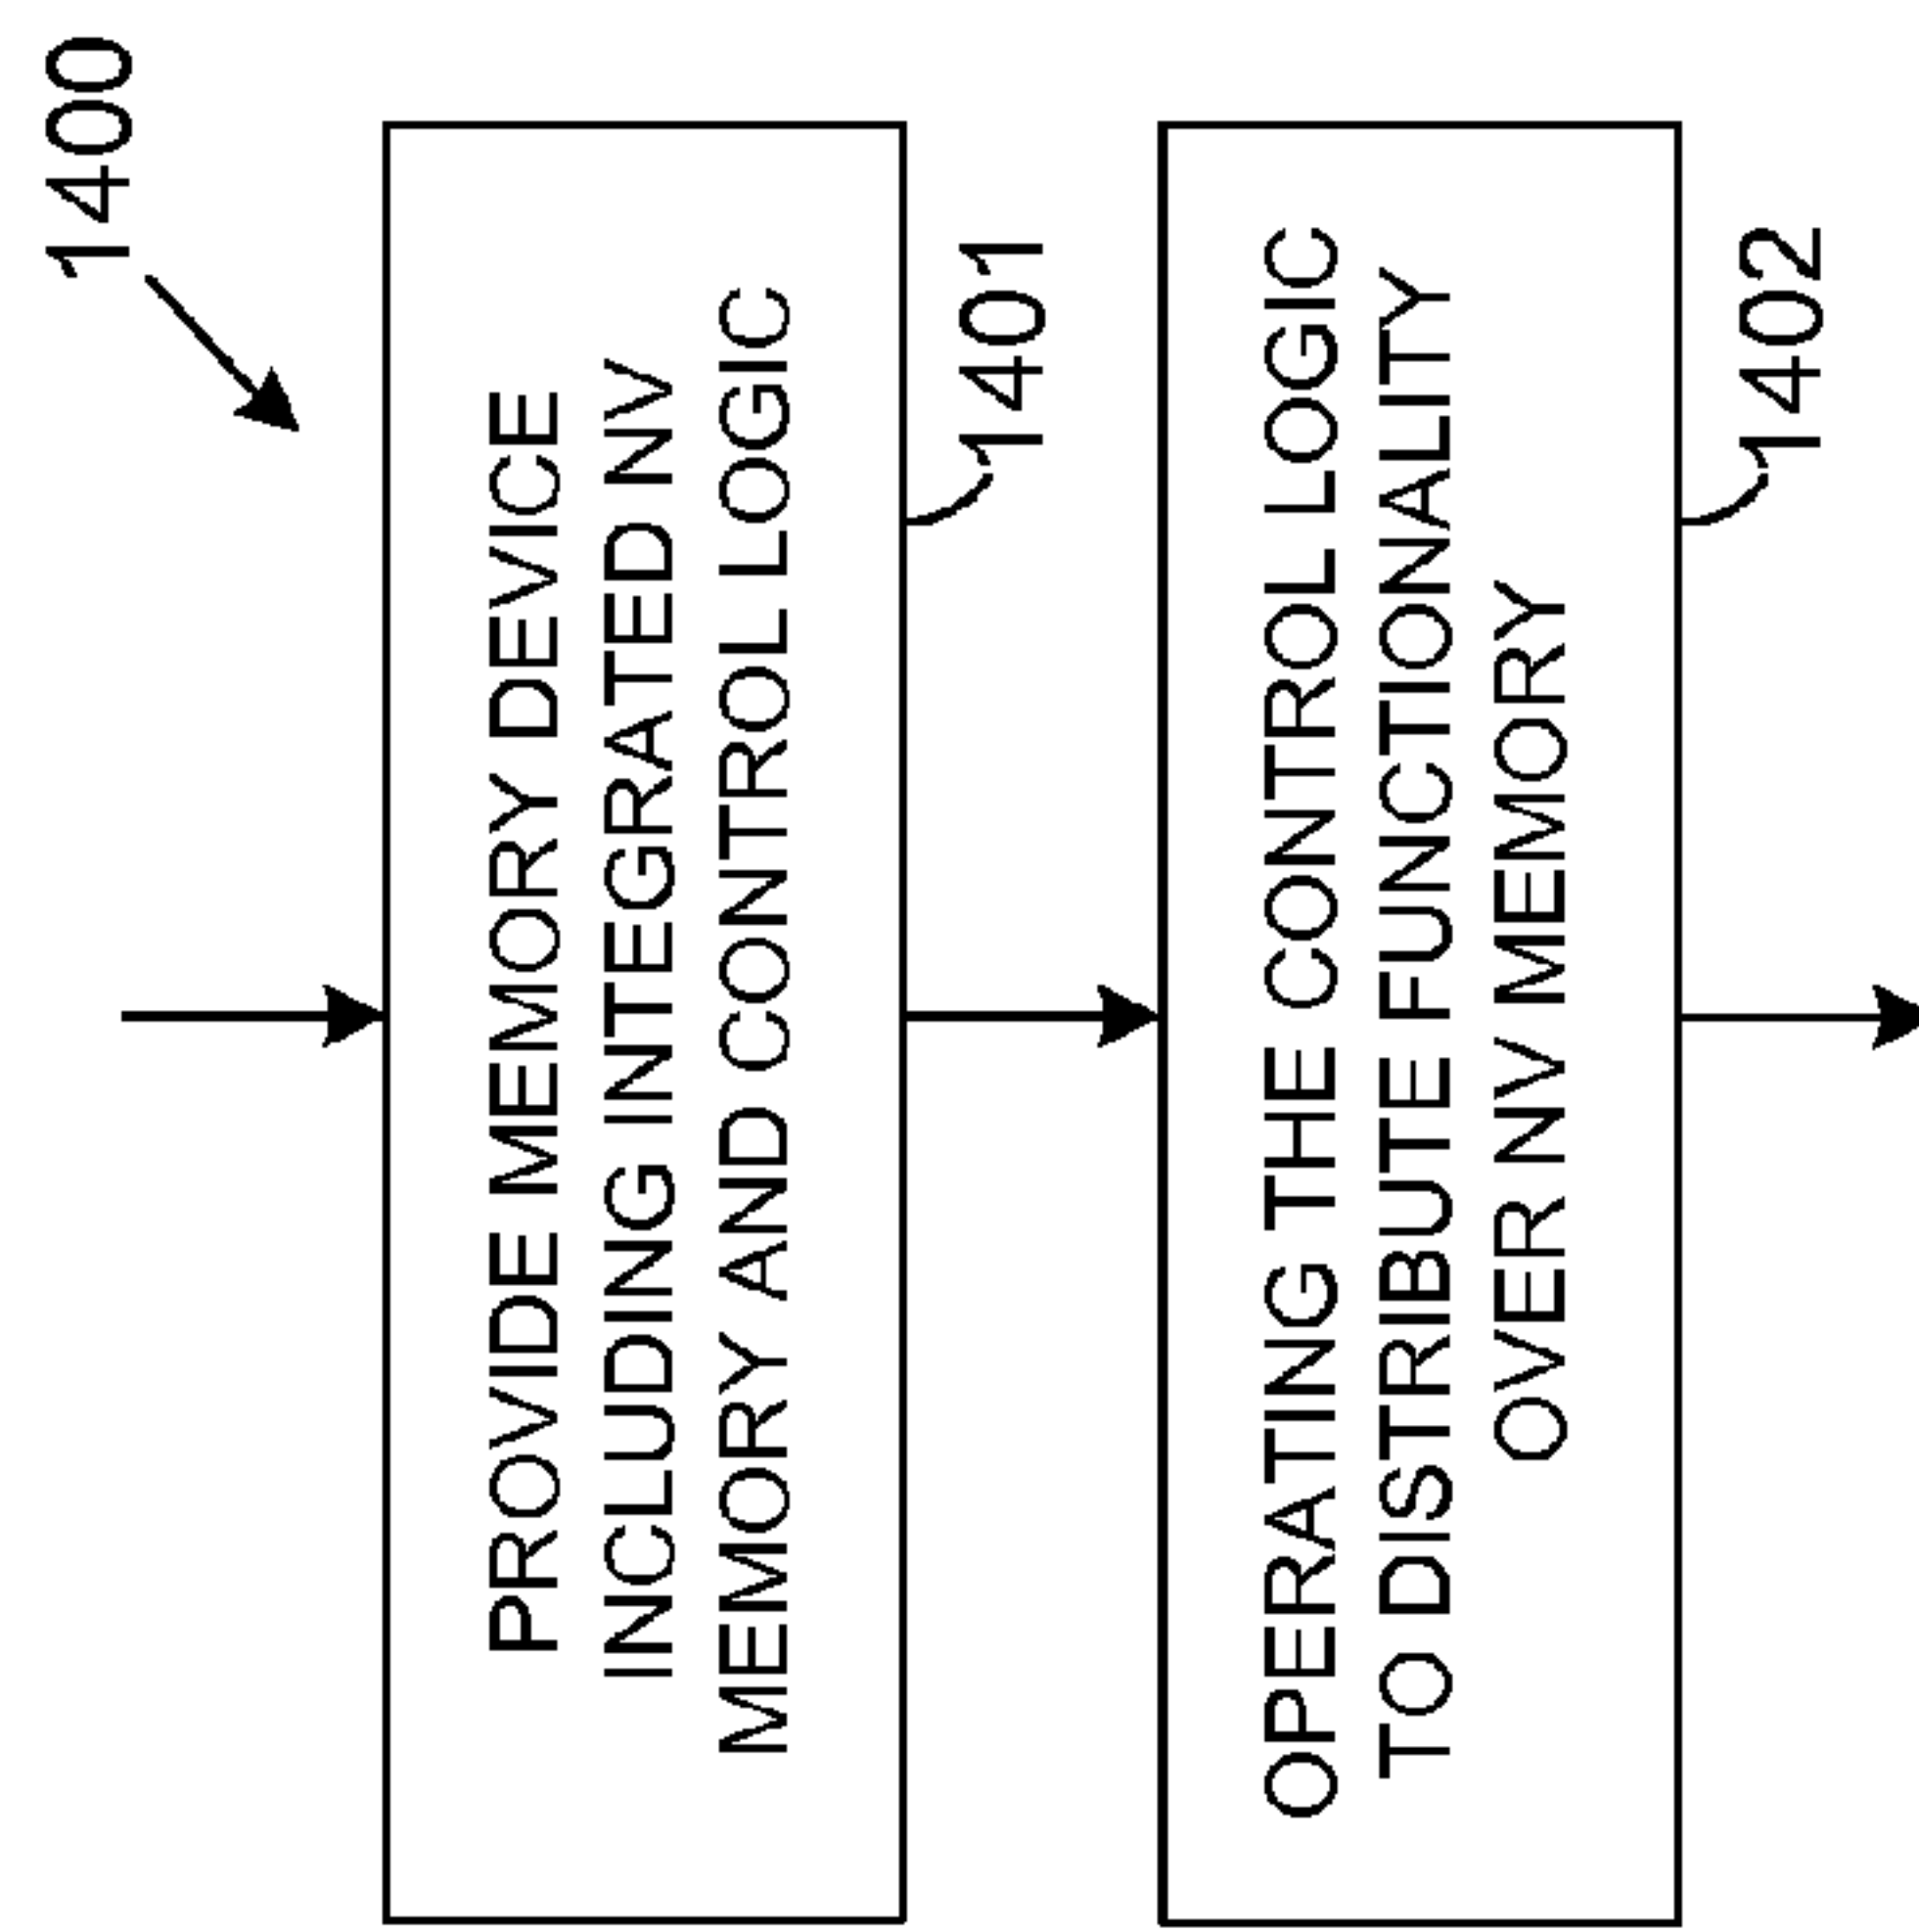 1400
PROVIDE MEMORY DEVICE
INCLUDING INTEGRATED NV
MEMORY AND CONTROL LOGIC
1401
OPERATING THE CONTROL LOGIC
TO DISTRIBUTE FUNCTIONALITY
OVER NV MEMORY
1402